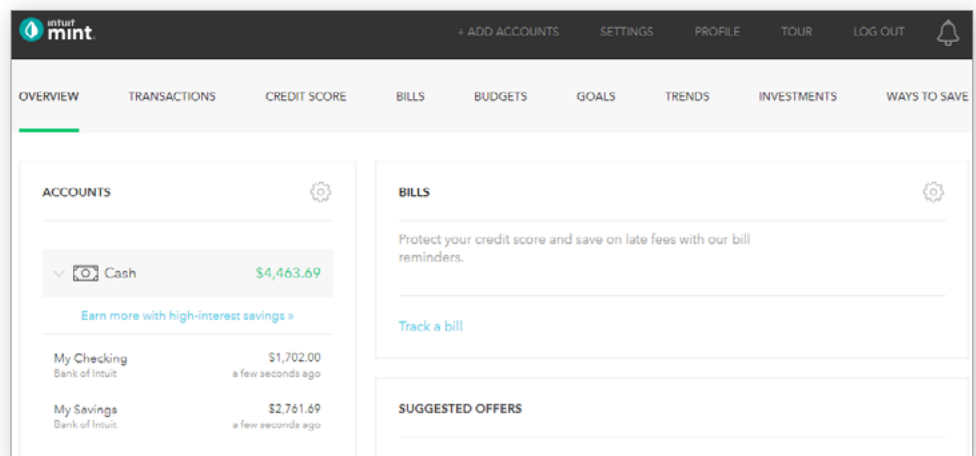 intuit
mint.
+ ADD ACCOUNTS SETTINGS PROFILE TOUR LOG OUT
OVERVIEW TRANSACTIONS CREDIT SCORE BILLS BUDGETS GOALS TRENDS INVESTMENTS WAYS TO SAVE
ACCOUNTS
Cash $4,463.69
Earn more with high-interest savings »
My Checking $1,702.00
Bank of Intuit a few seconds ago
My Savings $2,761.69
Bank of Intuit a few seconds ago
BILLS
Protect your credit score and save on late fees with our bill
reminders.
Track a bill
SUGGESTED OFFERS